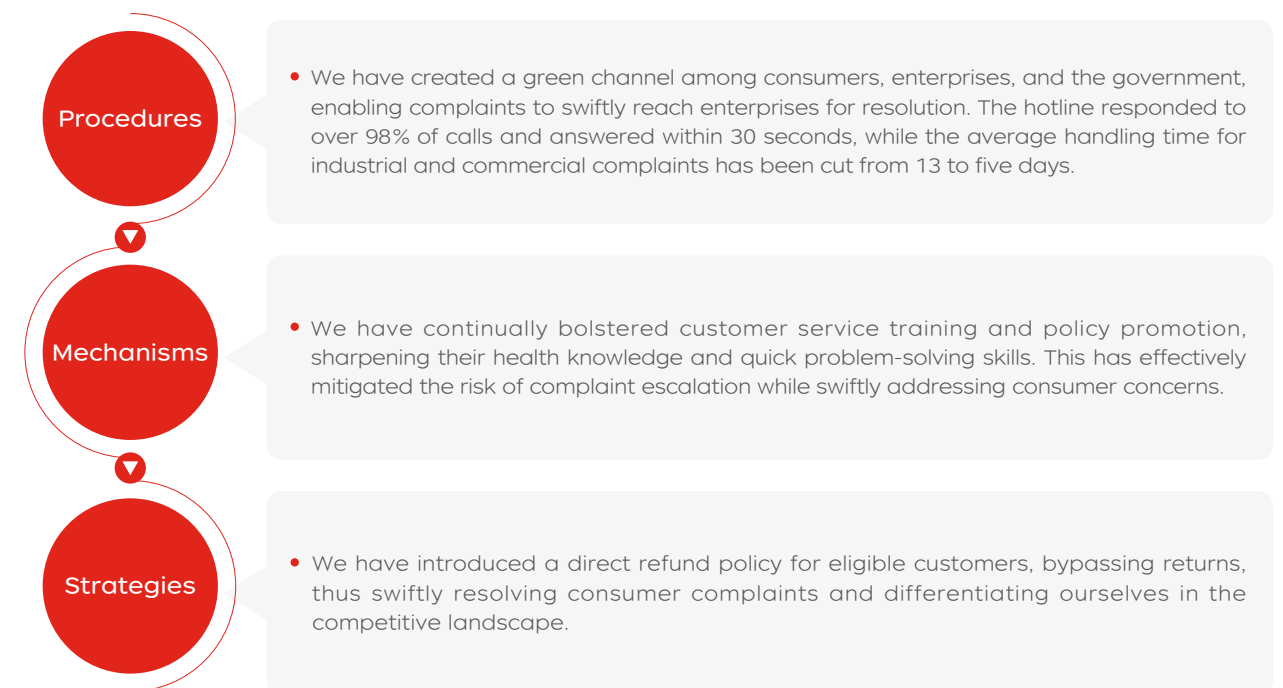 Procedures
• We have created a green channel among consumers, enterprises, and the government,
enabling complaints to swiftly reach enterprises for resolution. The hotline responded to
over 98% of calls and answered within 30 seconds, while the average handling time for
industrial and commercial complaints has been cut from 13 to five days.
Mechanisms
• We have continually bolstered customer service training and policy promotion,
sharpening their health knowledge and quick problem-solving skills. This has effectively
mitigated the risk of complaint escalation while swiftly addressing consumer concerns.
Strategies
• We have introduced a direct refund policy for eligible customers, bypassing returns,
thus swiftly resolving consumer complaints and differentiating ourselves in the
competitive landscape.